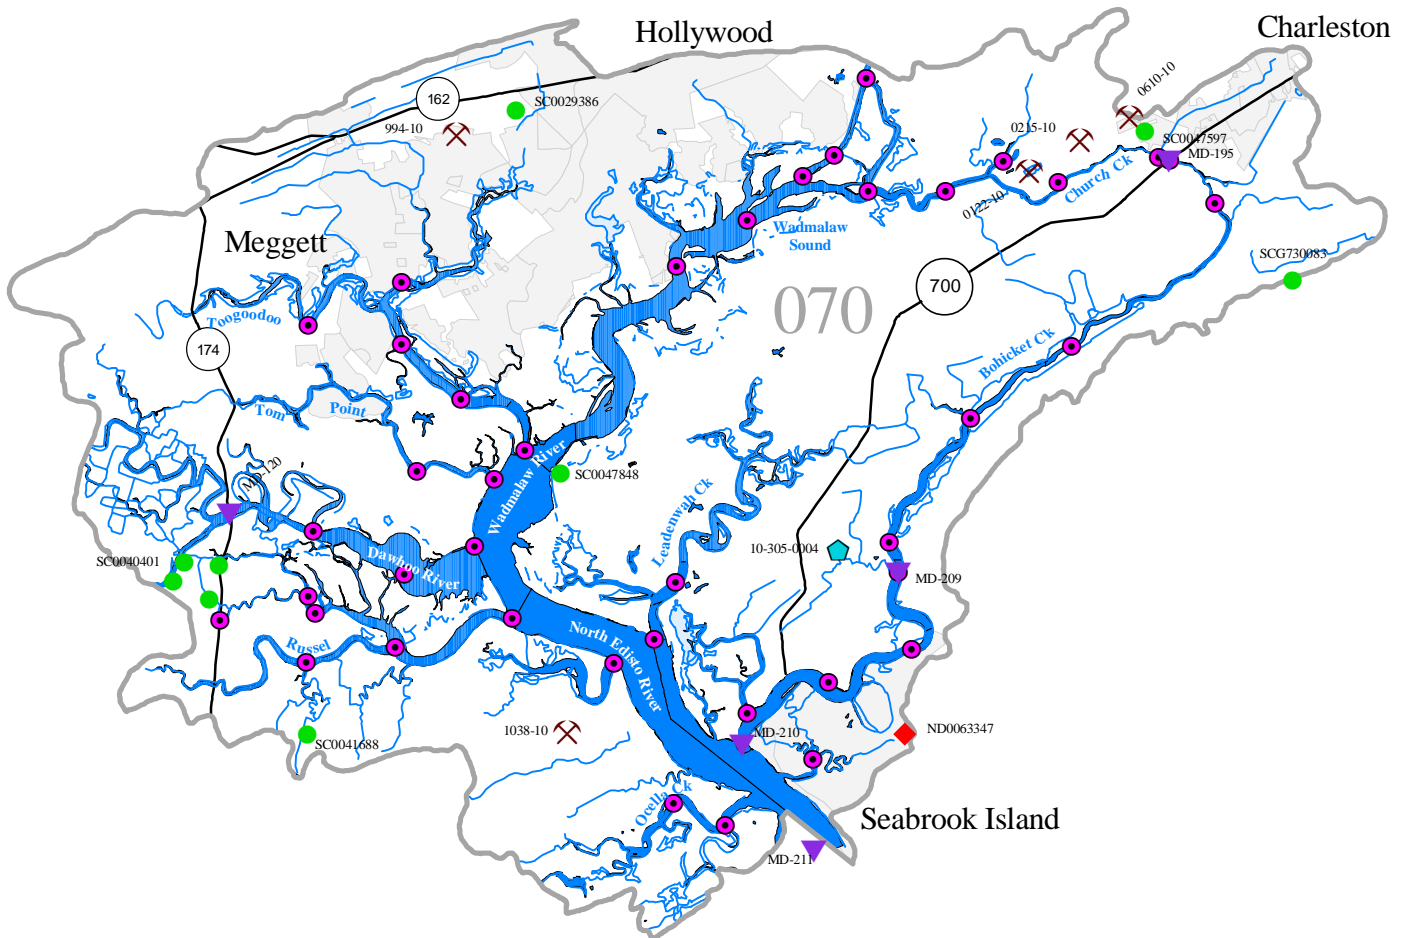 Hollywood
Charleston
162
SC0029386
994-10
0610-10
0215-10
SC0047597
MD-195
Church Ck
0122-10
Wadmalaw
Sound
Meggett
SCG730083
070
700
Toogoodoo
174
Bohicket Ck
Tom Point
MD-120
SC0047848
Wadmalaw River
Leadenwah Ck
10-305-0004
SC0040401
Dawhoo River
MD-209
North Edisto River
Russel
SC0041688
1038-10
MD-210
ND0063347
Ocella Ck
Seabrook Island
MD-211